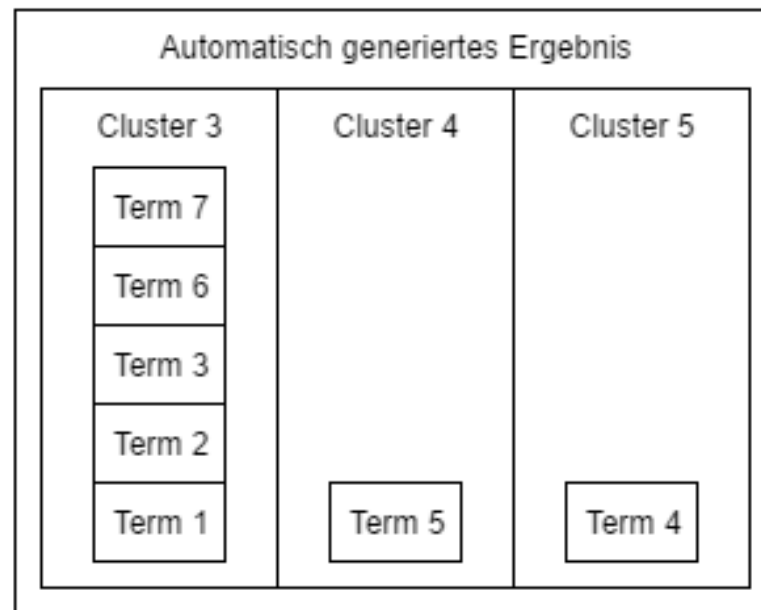 Automatisch generiertes Ergebnis
Cluster 3
Cluster 4
Cluster 5
Term 7
Term 6
Term 3
Term 2
Term 1
Term 5
Term 4